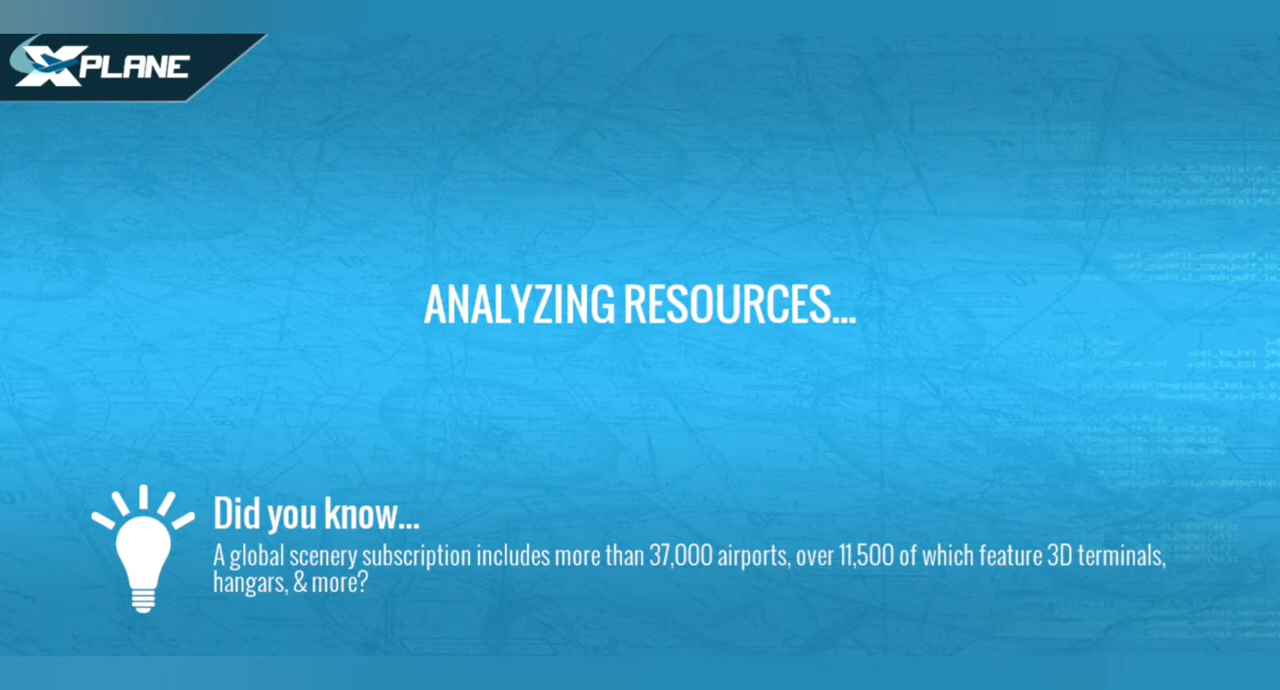 X PLANE
ANALYZING RESOURCES...
Did you know...
A global scenery subscription includes more than 37,000 airports, over 11,500 of which feature 3D terminals,
hangars, & more?